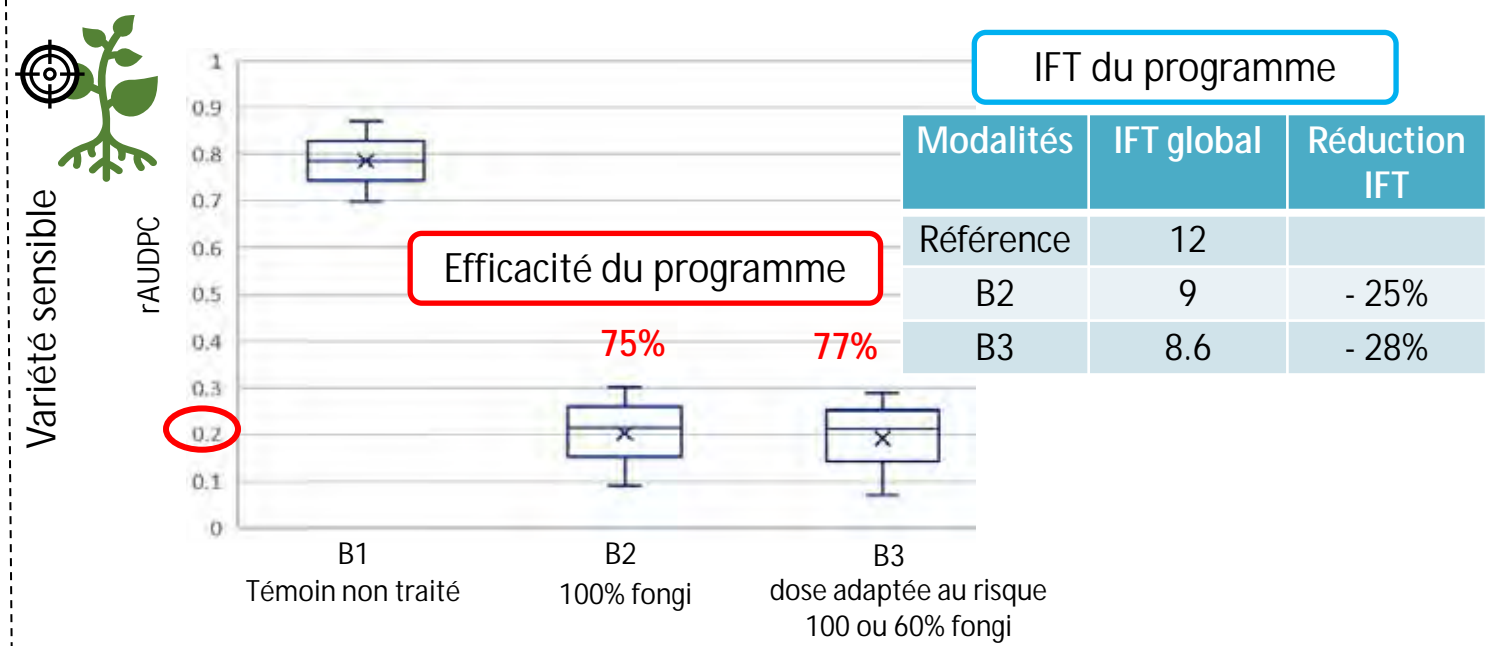 Variété sensible
rAUDPC
1
0.9
0.8
0.7
0.6
0.5
0.4
0.3
0.2
0.1
0
Efficacité du programme
75%
77%
B1
Témoin non traité
B2
100% fongi
B3
dose adaptée au risque
100 ou 60% fongi
IFT du programme
Modalités IFT global Réduction
IFT
Référence 12
B2 9 - 25%
B3 8.6 - 28%